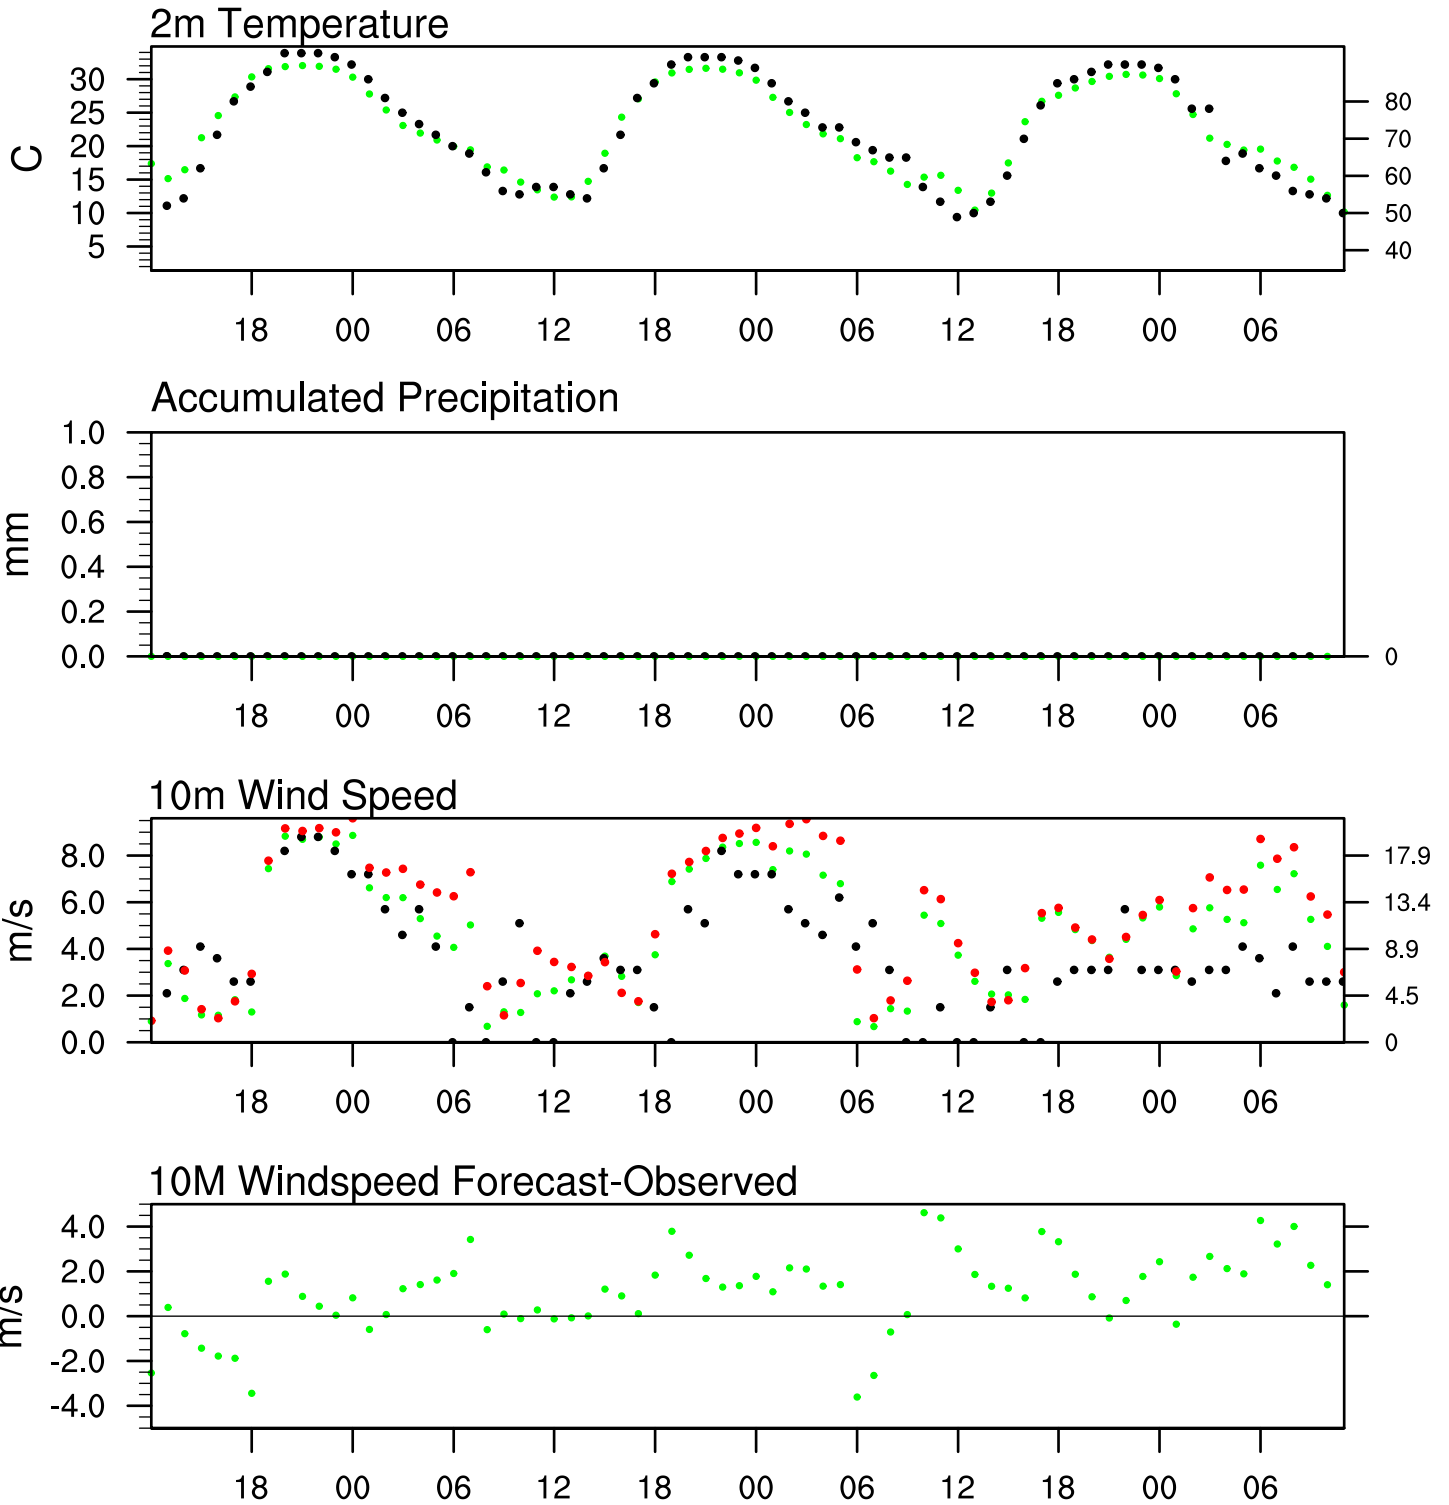 2m Temperature
C
30
25
20
15
10
5
80
70
60
50
40
18 00 06 12 18 00 06 12 18 00 06
Accumulated Precipitation
mm
1.0
0.8
0.6
0.4
0.2
0.0
0
18 00 06 12 18 00 06 12 18 00 06
10m Wind Speed
m/s
8.0
6.0
4.0
2.0
0.0
17.9
13.4
8.9
4.5
0
18 00 06 12 18 00 06 12 18 00 06
10M Windspeed Forecast-Observed
m/s
4.0
2.0
0.0
-2.0
-4.0
18 00 06 12 18 00 06 12 18 00 06